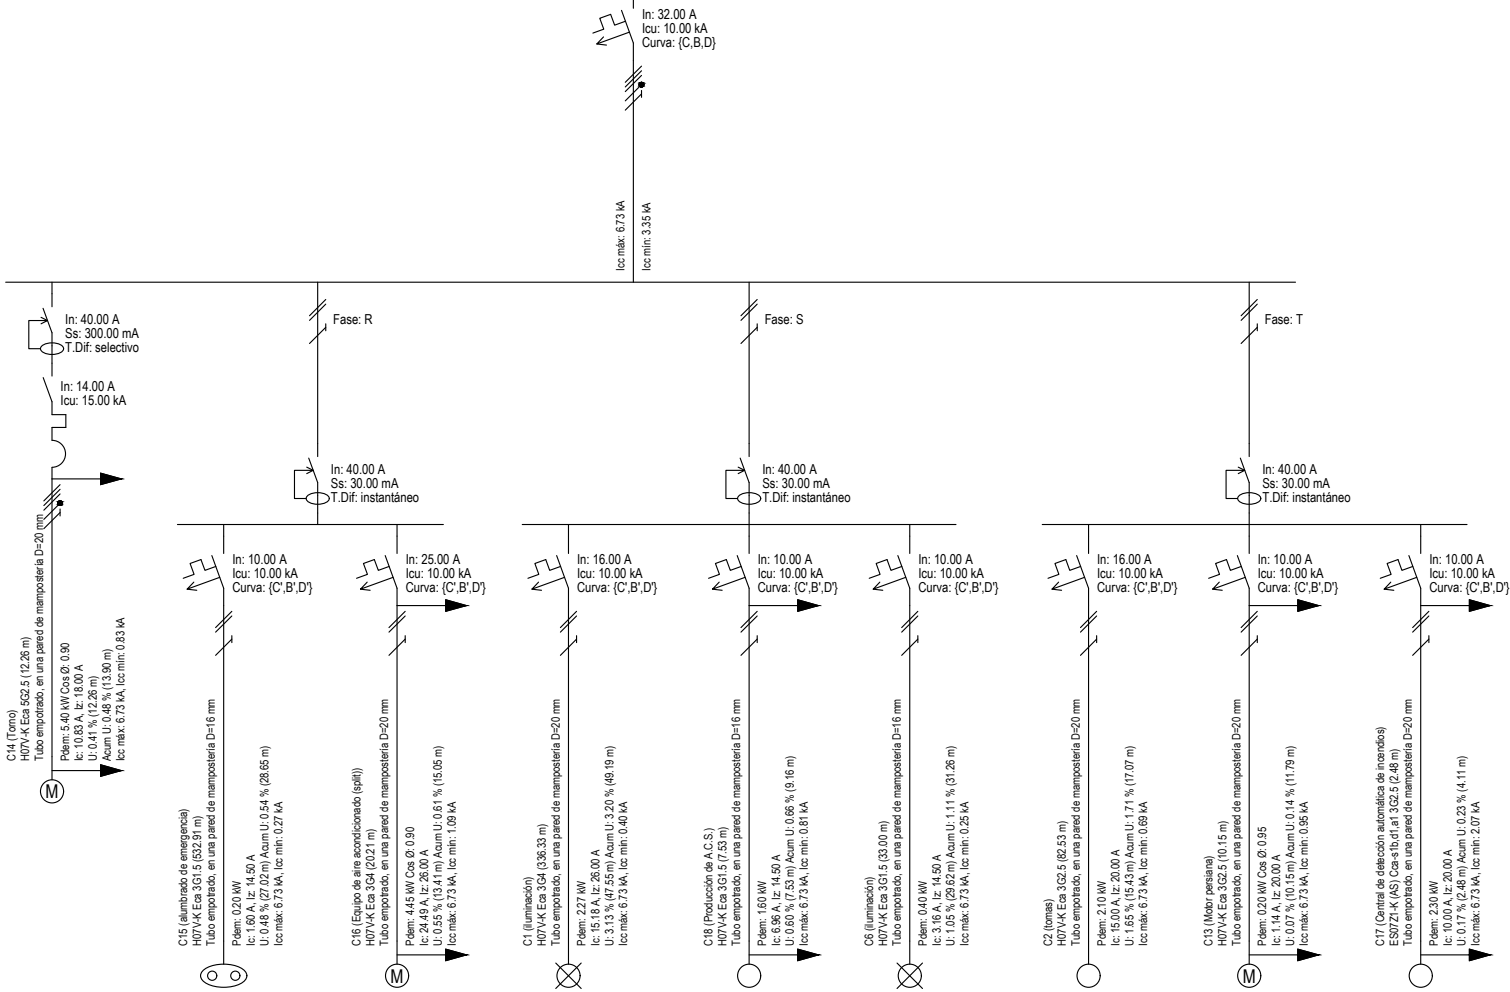 In: 32.00 A
Icu: 10.00 kA
Curva: {C,B,D}
Icc máx: 6.73 kA
Icc mín: 3.35 kA
In: 40.00 A
Ss: 300.00 mA
T.Dif: selectivo
In: 14.00 A
Icu: 15.00 kA
C14 (Torno)
H07V-K Eca 5G2.5 (12.26 m)
Tubo empotrado, en una pared de mampostería D=20 mm
Pdem: 5.40 kW Cos Ø: 0.90
Ic: 10.83 A, Iz: 18.00 A
U: 0.41 % (12.26 m)
Acum U: 0.48 % (13.90 m)
Icc máx: 6.73 kA, Icc mín: 0.83 kA
M
Fase: R
In: 40.00 A
Ss: 30.00 mA
T.Dif: instantáneo
In: 10.00 A
Icu: 10.00 kA
Curva: {C',B',D'}
C15 (alumbrado de emergencia)
H07V-K Eca 3G1.5 (532.91 m)
Tubo empotrado, en una pared de mampostería D=16 mm
Pdem: 0.20 kW
Ic: 1.60 A, Iz: 14.50 A
U: 0.48 % (27.02 m) Acum U: 0.54 % (28.65 m)
Icc máx: 6.73 kA, Icc mín: 0.27 kA
In: 25.00 A
Icu: 10.00 kA
Curva: {C',B',D'}
C16 (Equipo de aire acondicionado (split))
H07V-K Eca 3G4 (20.21 m)
Tubo empotrado, en una pared de mampostería D=20 mm
Pdem: 4.45 kW Cos Ø: 0.90
Ic: 24.49 A, Iz: 26.00 A
U: 0.55 % (13.41 m) Acum U: 0.61 % (15.05 m)
Icc máx: 6.73 kA, Icc mín: 1.09 kA
M
Fase: S
In: 40.00 A
Ss: 30.00 mA
T.Dif: instantáneo
In: 16.00 A
Icu: 10.00 kA
Curva: {C',B',D'}
C1 (iluminación)
H07V-K Eca 3G4 (336.33 m)
Tubo empotrado, en una pared de mampostería D=20 mm
Pdem: 2.27 kW
Ic: 15.18 A, Iz: 26.00 A
U: 3.13 % (47.55 m) Acum U: 3.20 % (49.19 m)
Icc máx: 6.73 kA, Icc mín: 0.40 kA
In: 10.00 A
Icu: 10.00 kA
Curva: {C',B',D'}
C18 (Producción de A.C.S.)
H07V-K Eca 3G1.5 (7.53 m)
Tubo empotrado, en una pared de mampostería D=16 mm
Pdem: 1.60 kW
Ic: 6.96 A, Iz: 14.50 A
U: 0.60 % (7.53 m) Acum U: 0.66 % (9.16 m)
Icc máx: 6.73 kA, Icc mín: 0.81 kA
In: 10.00 A
Icu: 10.00 kA
Curva: {C',B',D'}
C6 (iluminación)
H07V-K Eca 3G1.5 (33.00 m)
Tubo empotrado, en una pared de mampostería D=16 mm
Pdem: 0.40 kW
Ic: 3.16 A, Iz: 14.50 A
U: 1.05 % (29.62 m) Acum U: 1.11 % (31.26 m)
Icc máx: 6.73 kA, Icc mín: 0.25 kA
Fase: T
In: 40.00 A
Ss: 30.00 mA
T.Dif: instantáneo
In: 16.00 A
Icu: 10.00 kA
Curva: {C',B',D'}
C2 (tomas)
H07V-K Eca 3G2.5 (82.53 m)
Tubo empotrado, en una pared de mampostería D=20 mm
Pdem: 2.10 kW
Ic: 15.00 A, Iz: 20.00 A
U: 1.65 % (15.43 m) Acum U: 1.71 % (17.07 m)
Icc máx: 6.73 kA, Icc mín: 0.69 kA
In: 10.00 A
Icu: 10.00 kA
Curva: {C',B',D'}
C13 (Motor persiana)
H07V-K Eca 3G2.5 (10.15 m)
Tubo empotrado, en una pared de mampostería D=20 mm
Pdem: 0.20 kW Cos Ø: 0.95
Ic: 1.14 A, Iz: 20.00 A
U: 0.07 % (10.15 m) Acum U: 0.14 % (11.79 m)
Icc máx: 6.73 kA, Icc mín: 0.95 kA
M
In: 10.00 A
Icu: 10.00 kA
Curva: {C',B',D'}
C17 (Central de detección automática de incendios)
ES07Z1-K (AS) Cca-s1b,d1,a1 3G2.5 (2.48 m)
Tubo empotrado, en una pared de mampostería D=20 mm
Pdem: 2.30 kW
Ic: 10.00 A, Iz: 20.00 A
U: 0.17 % (2.48 m) Acum U: 0.23 % (4.11 m)
Icc máx: 6.73 kA, Icc mín: 2.07 kA